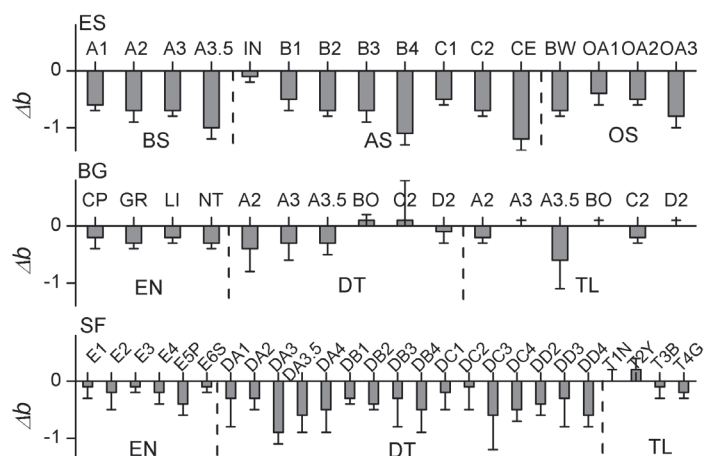 ES
A1 A2 A3 A3.5 IN B1 B2 B3 B4 C1 C2 CE BW OA1 OA2 OA3
0
Δb
-1
BS AS OS
BG
CP GR LI NT A2 A3 A3.5 BO C2 D2 A2 A3 A3.5 BO C2 D2
0
Δb
-1
EN DT TL
SF
E1 E2 E3 E4 E5P E6S DA1 DA2 DA3 DA3.5 DA4 DB1 DB2 DB3 DB4 DC1 DC2 DC3 DC4 DD2 DD3 DD4 T1N T2Y T3B T4G
0
Δb
-1
EN DT TL